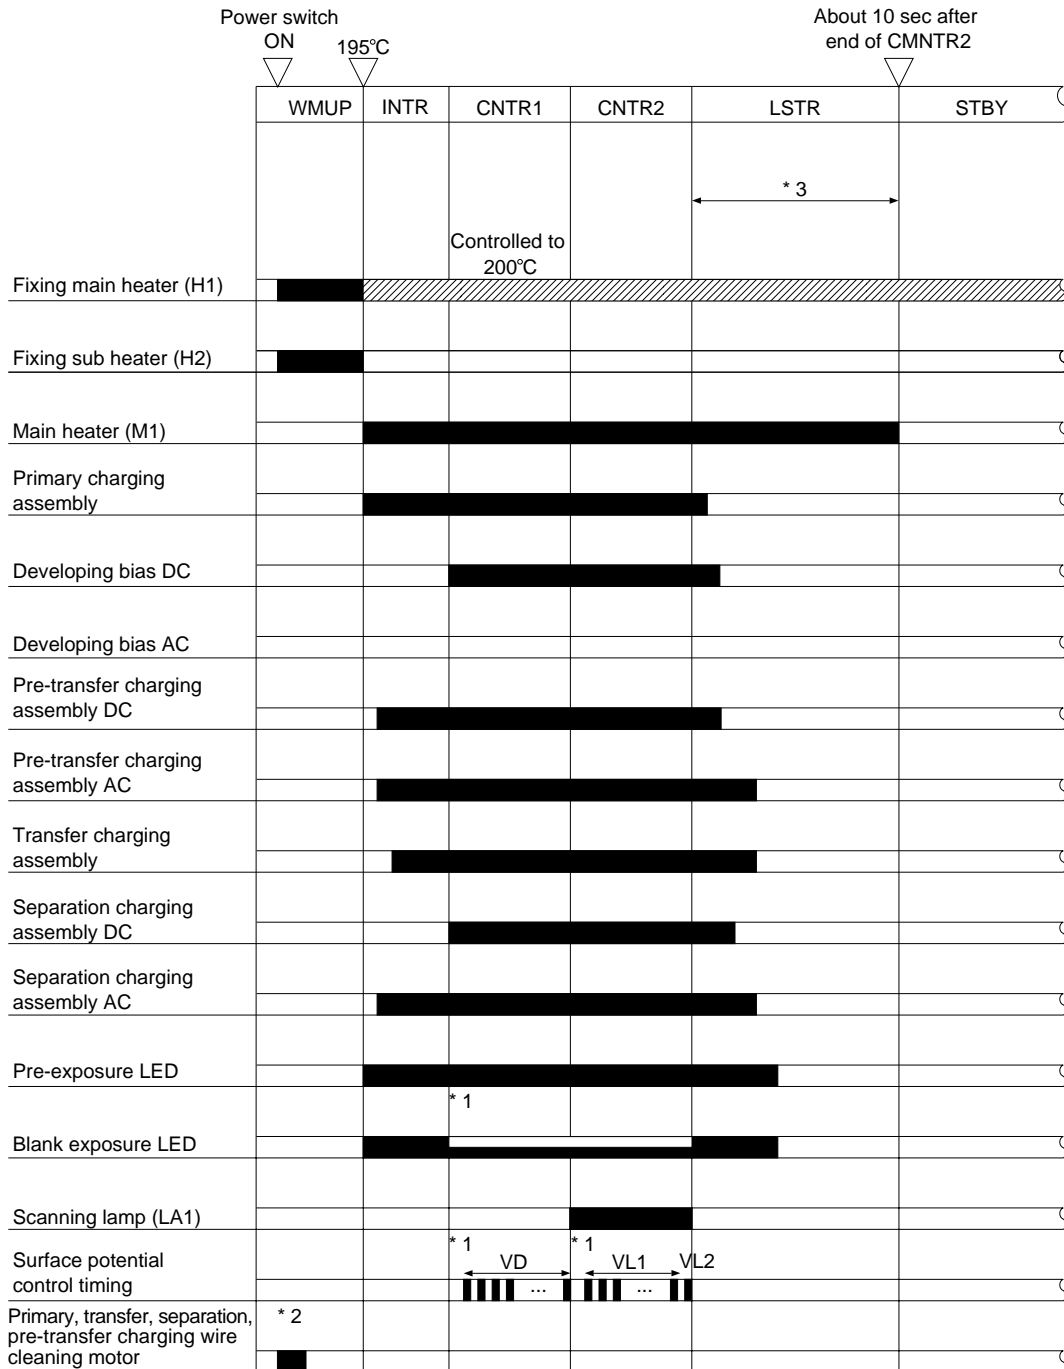 Power switch
ON
195°C
About 10 sec after
end of CMNTR2
WMUP
INTR
CNTR1
CNTR2
LSTR
STBY
* 3
Controlled to
200°C
Fixing main heater (H1)
Fixing sub heater (H2)
Main heater (M1)
Primary charging
assembly
Developing bias DC
Developing bias AC
Pre-transfer charging
assembly DC
Pre-transfer charging
assembly AC
Transfer charging
assembly
Separation charging
assembly DC
Separation charging
assembly AC
Pre-exposure LED
* 1
Blank exposure LED
Scanning lamp (LA1)
* 1
* 1
VD
VL1
VL2
Surface potential
control timing
...
...
Primary, transfer, separation,
pre-transfer charging wire
cleaning motor
* 2